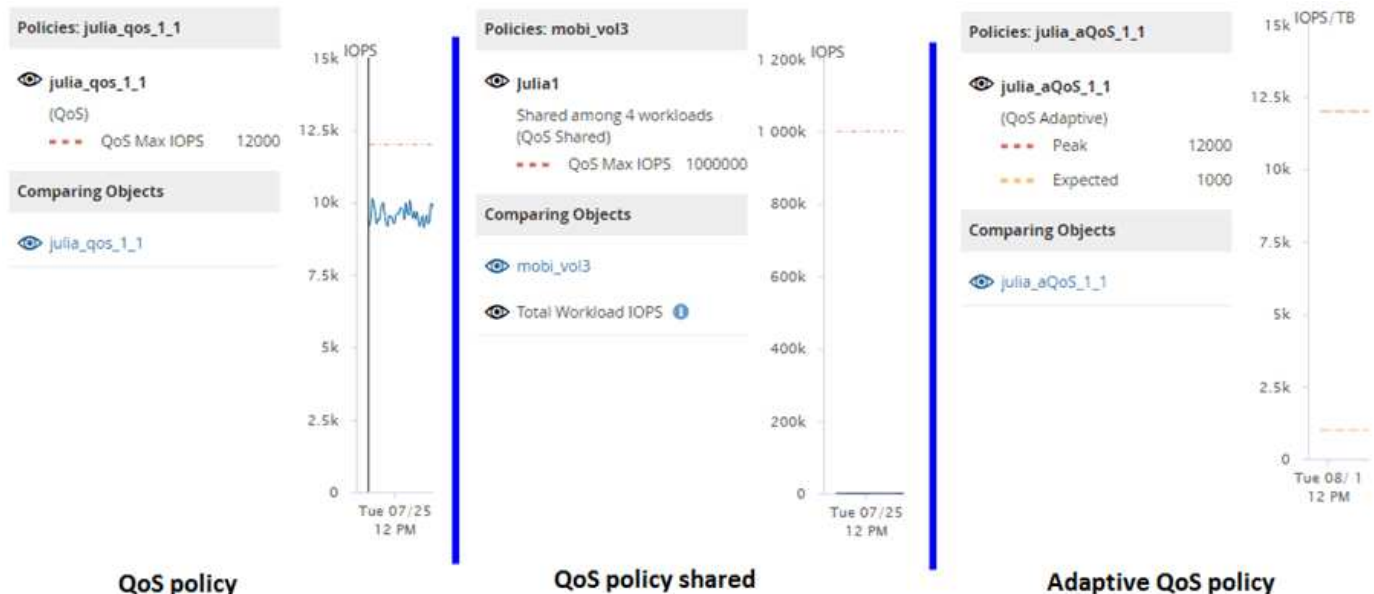 Policies: julia_qos_1_1
julia_qos_1_1
(QoS)
QoS Max IOPS 12000
Comparing Objects
julia_qos_1_1
IOPS
15k
12.5k
10k
7.5k
5k
2.5k
0
Tue 07/25
12 PM
QoS policy
Policies: mobi_vol3
Julia1
Shared among 4 workloads
(QoS Shared)
QoS Max IOPS 1000000
Comparing Objects
mobi_vol3
Total Workload IOPS i
IOPS
1 200k
1 000k
800k
600k
400k
200k
0
Tue 07/25
12 PM
QoS policy shared
Policies: julia_aQoS_1_1
julia_aQoS_1_1
(QoS Adaptive)
Peak 12000
Expected 1000
Comparing Objects
julia_aQoS_1_1
IOPS/TB
15k
12.5k
10k
7.5k
5k
2.5k
0
Tue 08/ 1
12 PM
Adaptive QoS policy